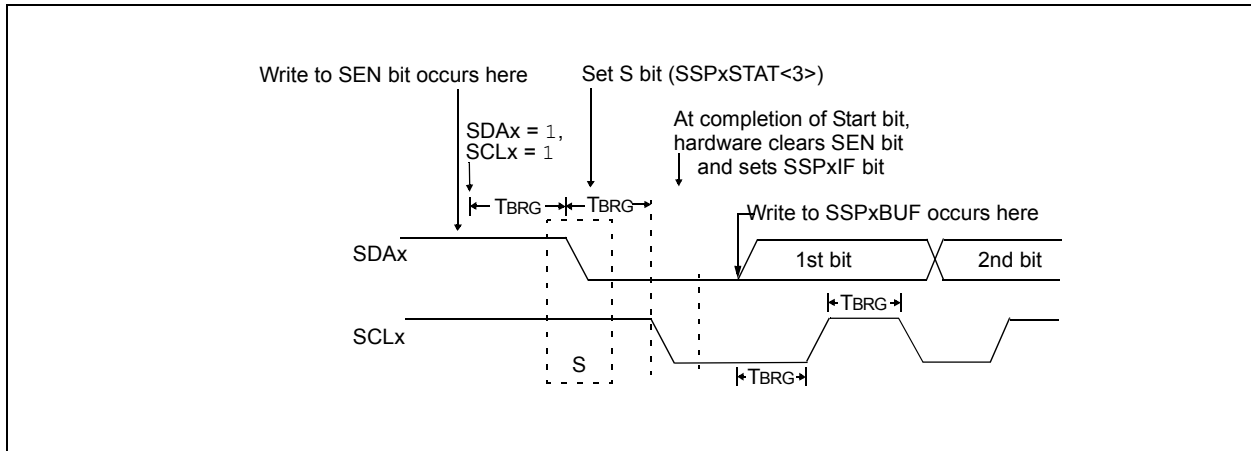 Write to SEN bit occurs here
Set S bit (SSPxSTAT<3>)
SDAx = 1,
SCLx = 1
At completion of Start bit,
hardware clears SEN bit
and sets SSPxIF bit
TBRG
TBRG
Write to SSPxBUF occurs here
SDAx
1st bit
2nd bit
TBRG
SCLx
S
TBRG